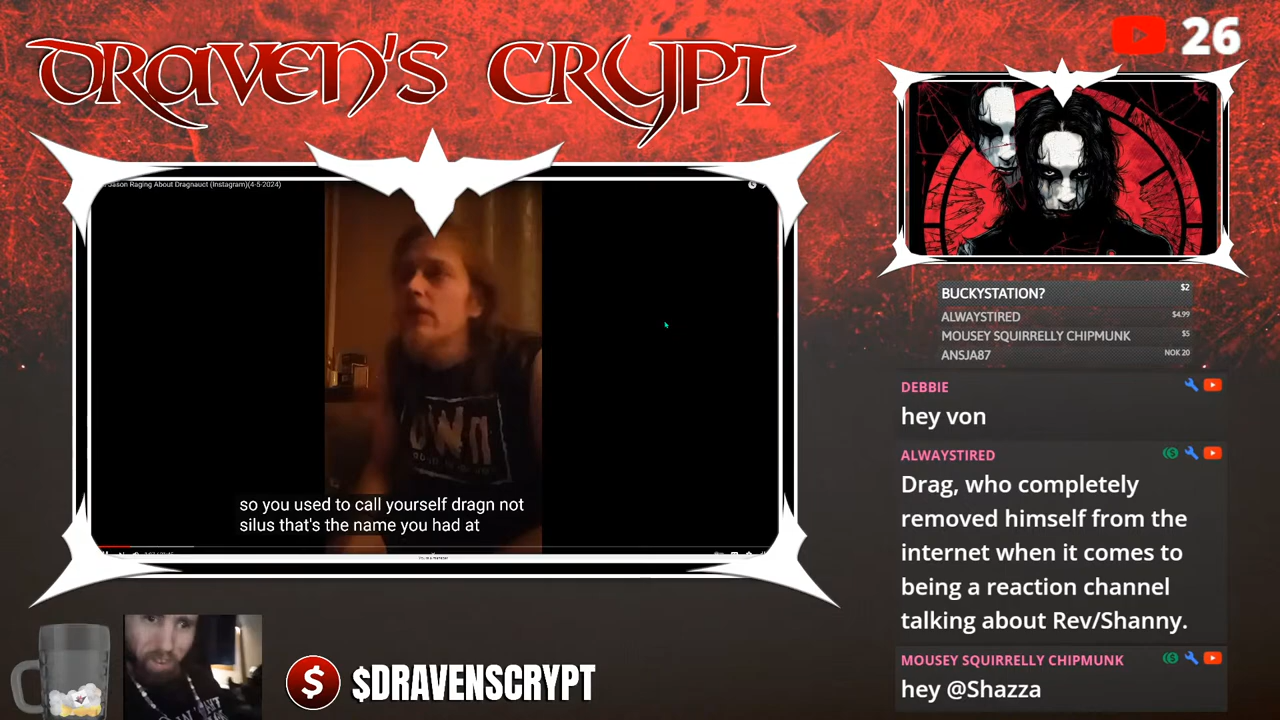 DRAVEN'S CRYPT
26
Jason Raging About Dragnauct (Instagram)(4-5-2024)
so you used to call yourself dragn not
silus that's the name you had at
BUCKYSTATION? $2
ALWAYSTIRED $4.99
MOUSEY SQUIRRELLY CHIPMUNK $5
ANSJA87 NOK 20
DEBBIE
hey von
ALWAYSTIRED
Drag, who completely
removed himself from the
internet when it comes to
being a reaction channel
talking about Rev/Shanny.
MOUSEY SQUIRRELLY CHIPMUNK
hey @Shazza
$ $DRAVENSCRYPT